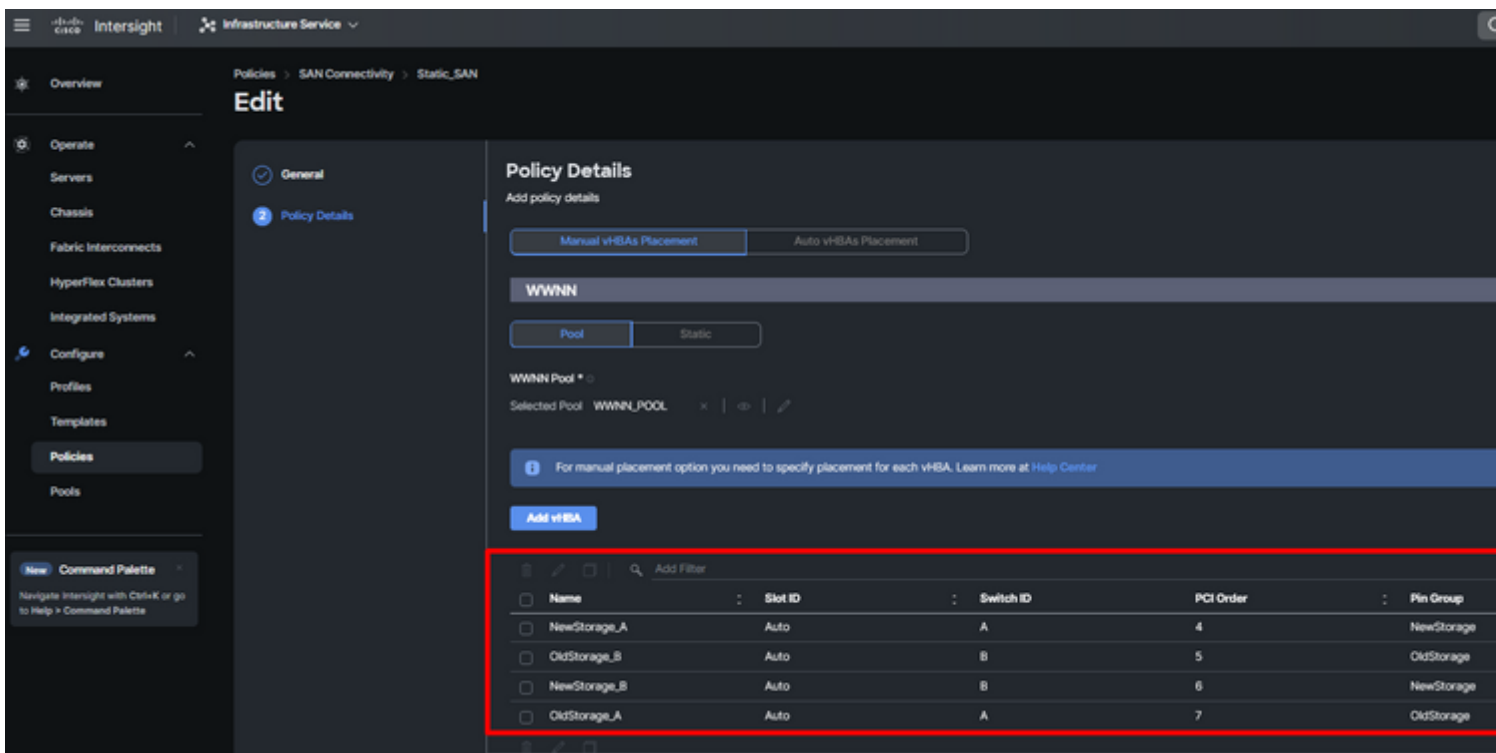 cisco Intersight Infrastructure Service
Overview
Operate
Servers
Chassis
Fabric Interconnects
HyperFlex Clusters
Integrated Systems
Configure
Profiles
Templates
Policies
Pools
New Command Palette
Navigate Intersight with Ctrl+K or go
to Help > Command Palette
Policies > SAN Connectivity > Static_SAN
Edit
General
2 Policy Details
Policy Details
Add policy details
Manual vHBAs Placement Auto vHBAs Placement
WWNN
Pool Static
WWNN Pool *
Selected Pool WWNN_POOL
For manual placement option you need to specify placement for each vHBA. Learn more at Help Center
Add vHBA
Add Filter
Name Slot ID Switch ID PCI Order Pin Group
NewStorage_A Auto A 4 NewStorage
OldStorage_B Auto B 5 OldStorage
NewStorage_B Auto B 6 NewStorage
OldStorage_A Auto A 7 OldStorage